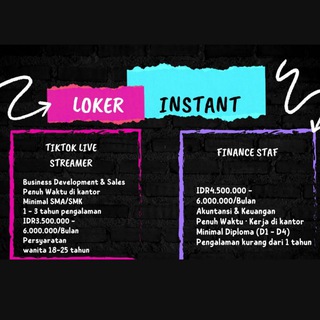 LOKER INSTANT
TIKTOK LIVE
STREAMER
Business Development & Sales
Penuh Waktu di kantor
Minimal SMA/SMK
1 - 3 tahun pengalaman
IDR3.500.000 -
6.000.000/Bulan
Persyaratan
wanita 18-25 tahun
FINANCE STAF
IDR4.500.000 -
6.000.000/Bulan
Akuntansi & Keuangan
Penuh Waktu · Kerja di kantor
Minimal Diploma (D1 - D4)
Pengalaman kurang dari 1 tahun